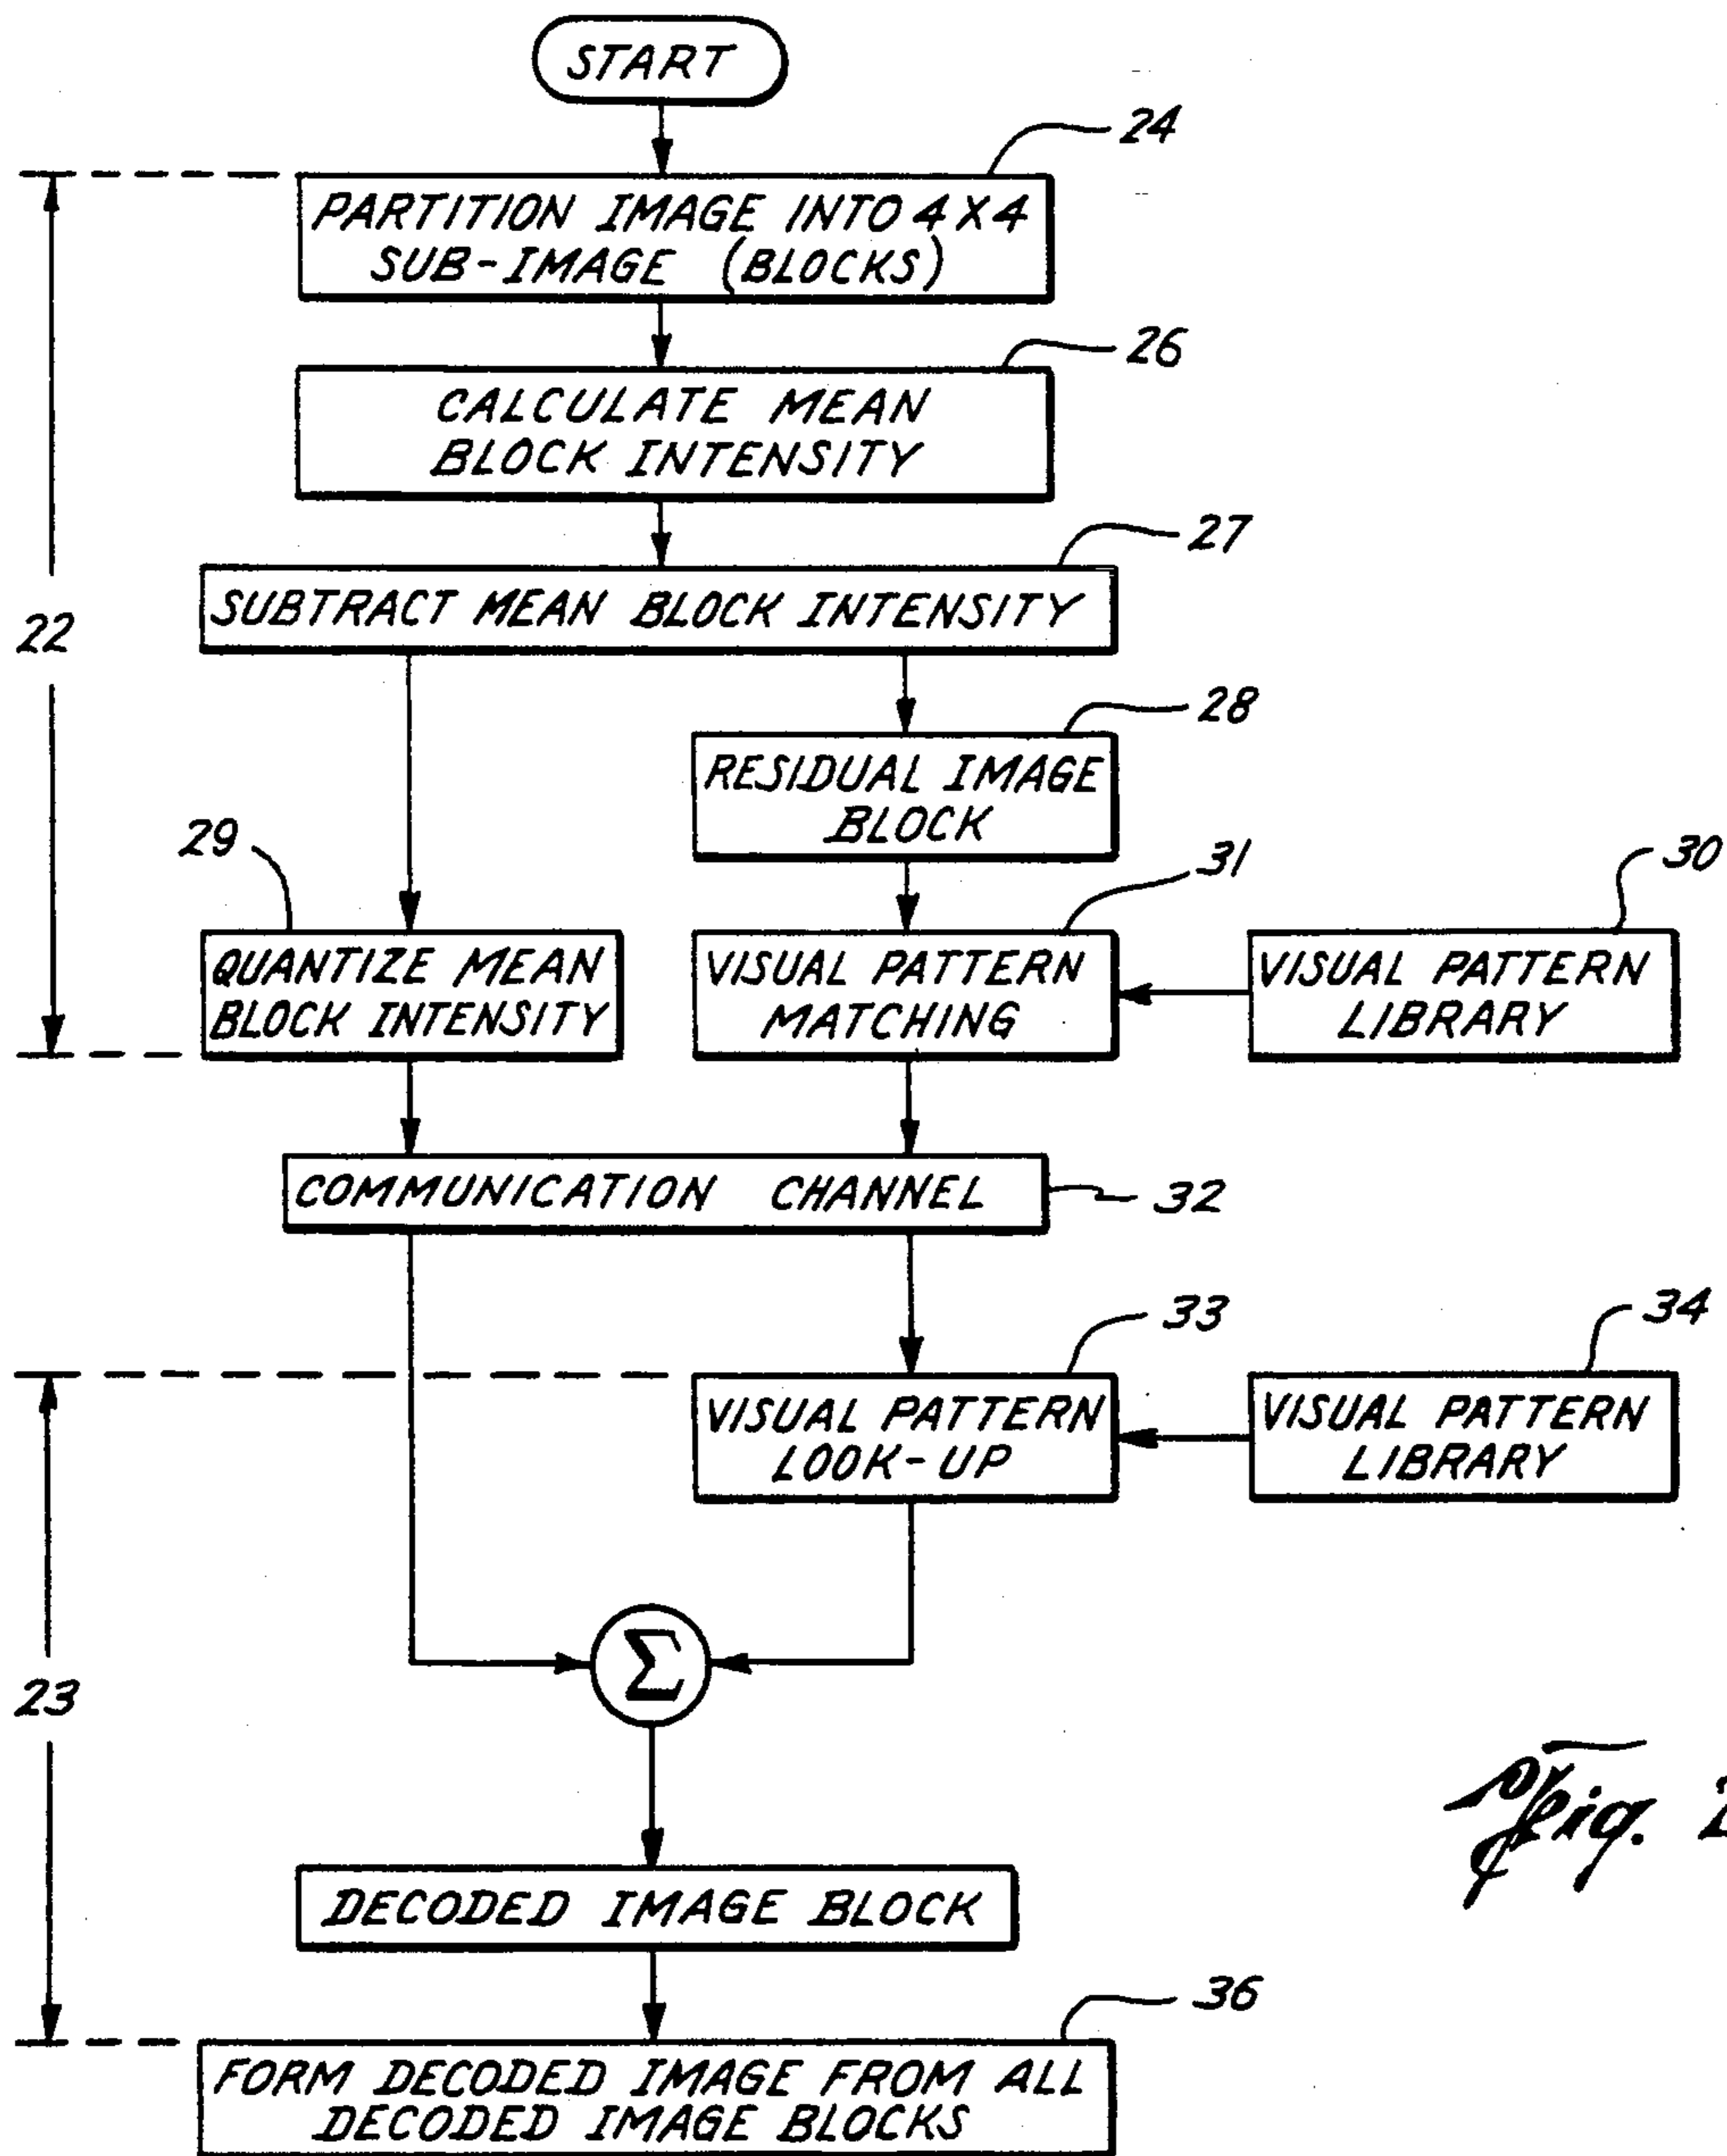 START
24
PARTITION IMAGE INTO 4 X 4
SUB-IMAGE (BLOCKS)
26
CALCULATE MEAN
BLOCK INTENSITY
27
SUBTRACT MEAN BLOCK INTENSITY
22
28
RESIDUAL IMAGE
BLOCK
29
31
30
QUANTIZE MEAN
BLOCK INTENSITY
VISUAL PATTERN
MATCHING
VISUAL PATTERN
LIBRARY
COMMUNICATION CHANNEL
32
33
34
VISUAL PATTERN
LOOK-UP
VISUAL PATTERN
LIBRARY
Σ
23
Fig.
DECODED IMAGE BLOCK
36
FORM DECODED IMAGE FROM ALL
DECODED IMAGE BLOCKS